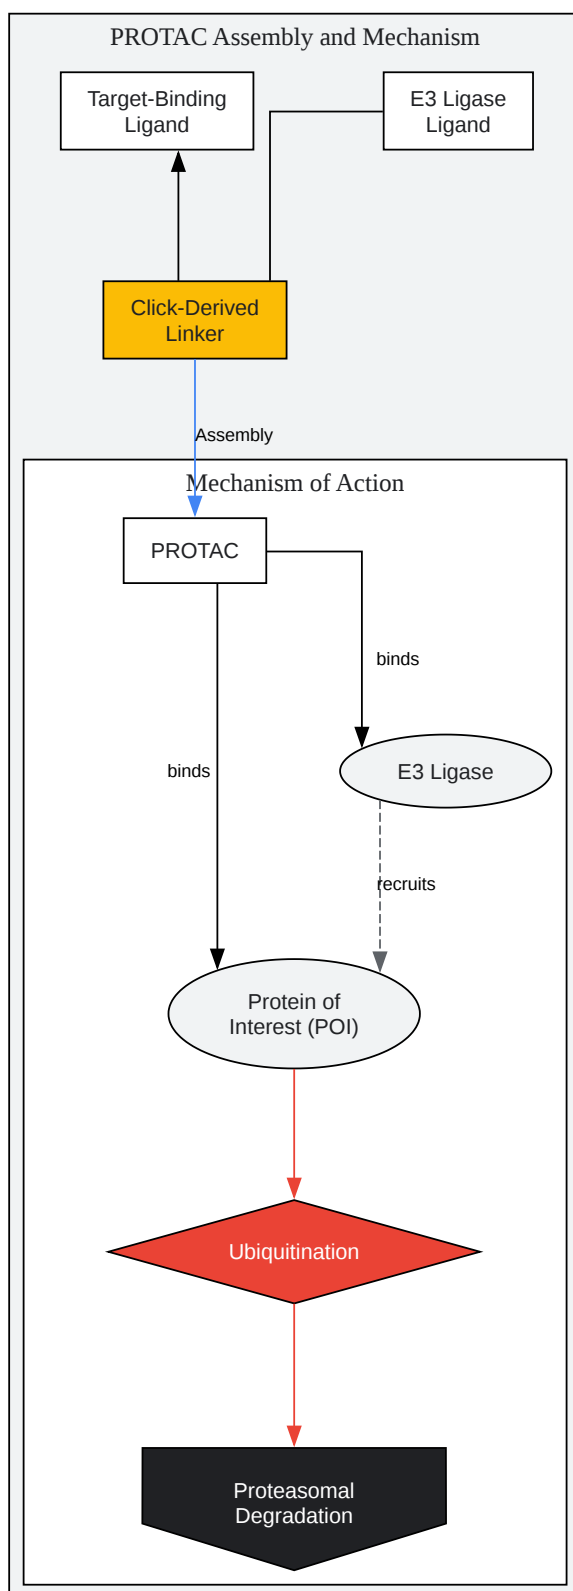 PROTAC Assembly and Mechanism
Target-Binding
Ligand
E3 Ligase
Ligand
Click-Derived
Linker
Assembly
Mechanism of Action
PROTAC
binds
binds
E3 Ligase
recruits
Protein of
Interest (POI)
Ubiquitination
Proteasomal
Degradation